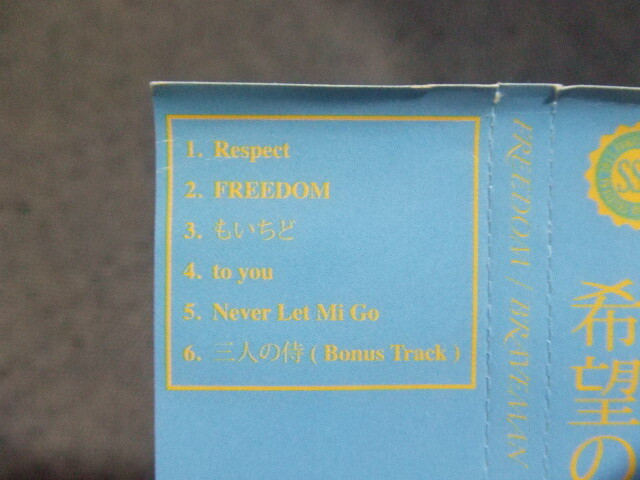 1. Respect
2. FREEDOM
3. もいちど
4. to you
5. Never Let Mi Go
6. 三人の侍 ( Bonus Track )
FREEDOM /
希望の